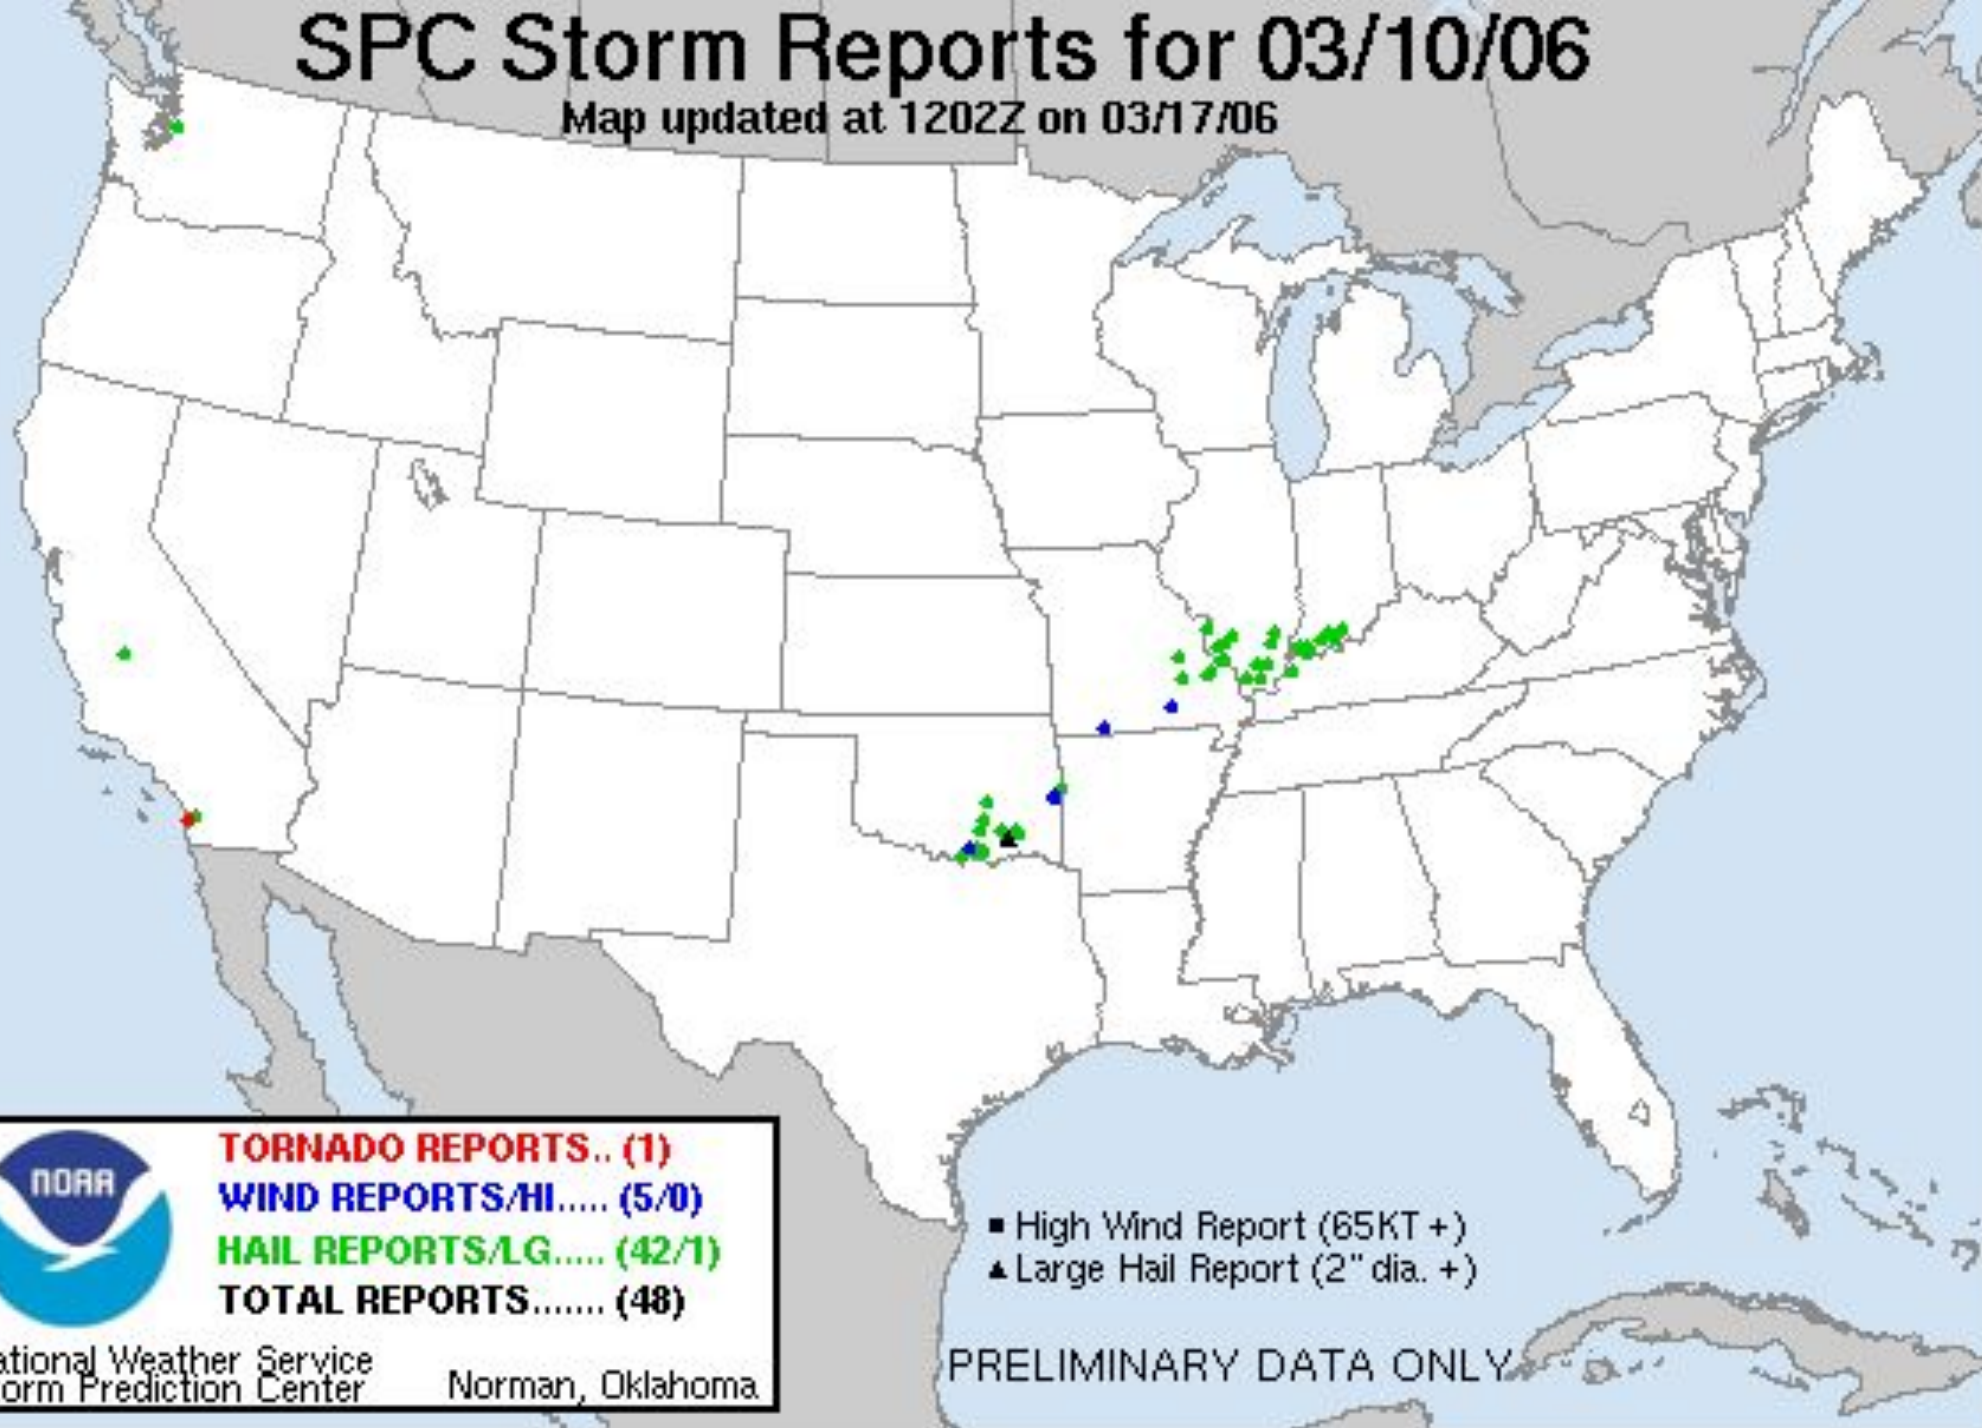 SPC Storm Reports for 03/10/06
Map updated at 1202Z on 03/17/06
NOAA
TORNADO REPORTS.. (1)
WIND REPORTS/HI..... (5/0)
HAIL REPORTS/LG..... (42/1)
TOTAL REPORTS....... (48)
ational Weather Service
orm Prediction Center
Norman, Oklahoma
High Wind Report (65KT +)
Large Hail Report (2" dia. +)
PRELIMINARY DATA ONLY